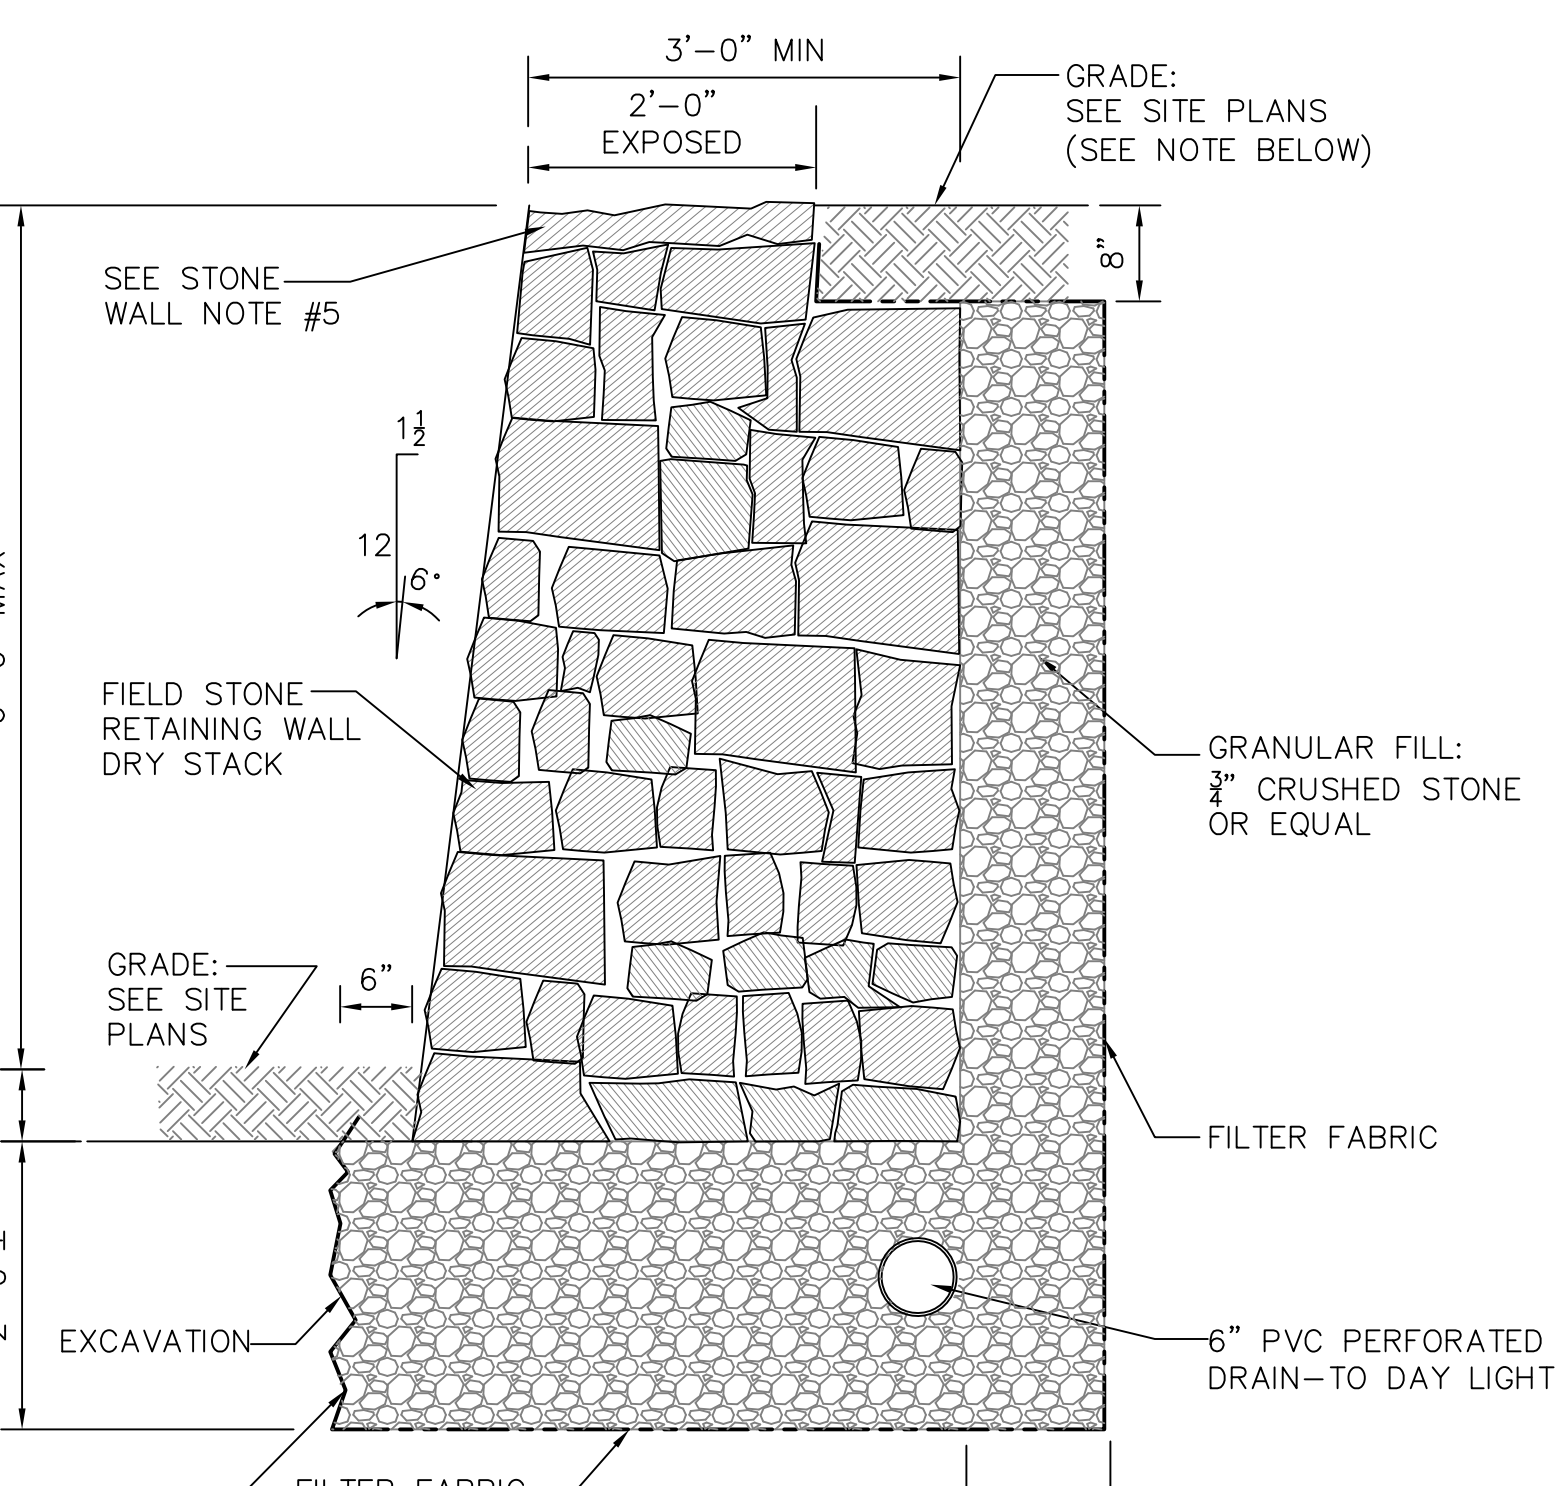 3'-0" MIN
2'-0"
EXPOSED
GRADE:
SEE SITE PLANS
(SEE NOTE BELOW)
8"
SEE STONE
WALL NOTE #5
1½
12
6°
FIELD STONE
RETAINING WALL
DRY STACK
GRANULAR FILL:
¾" CRUSHED STONE
OR EQUAL
GRADE:
SEE SITE
PLANS
6"
FILTER FABRIC
EXCAVATION
6" PVC PERFORATED
DRAIN-TO DAY LIGHT
FILTER FABRIC